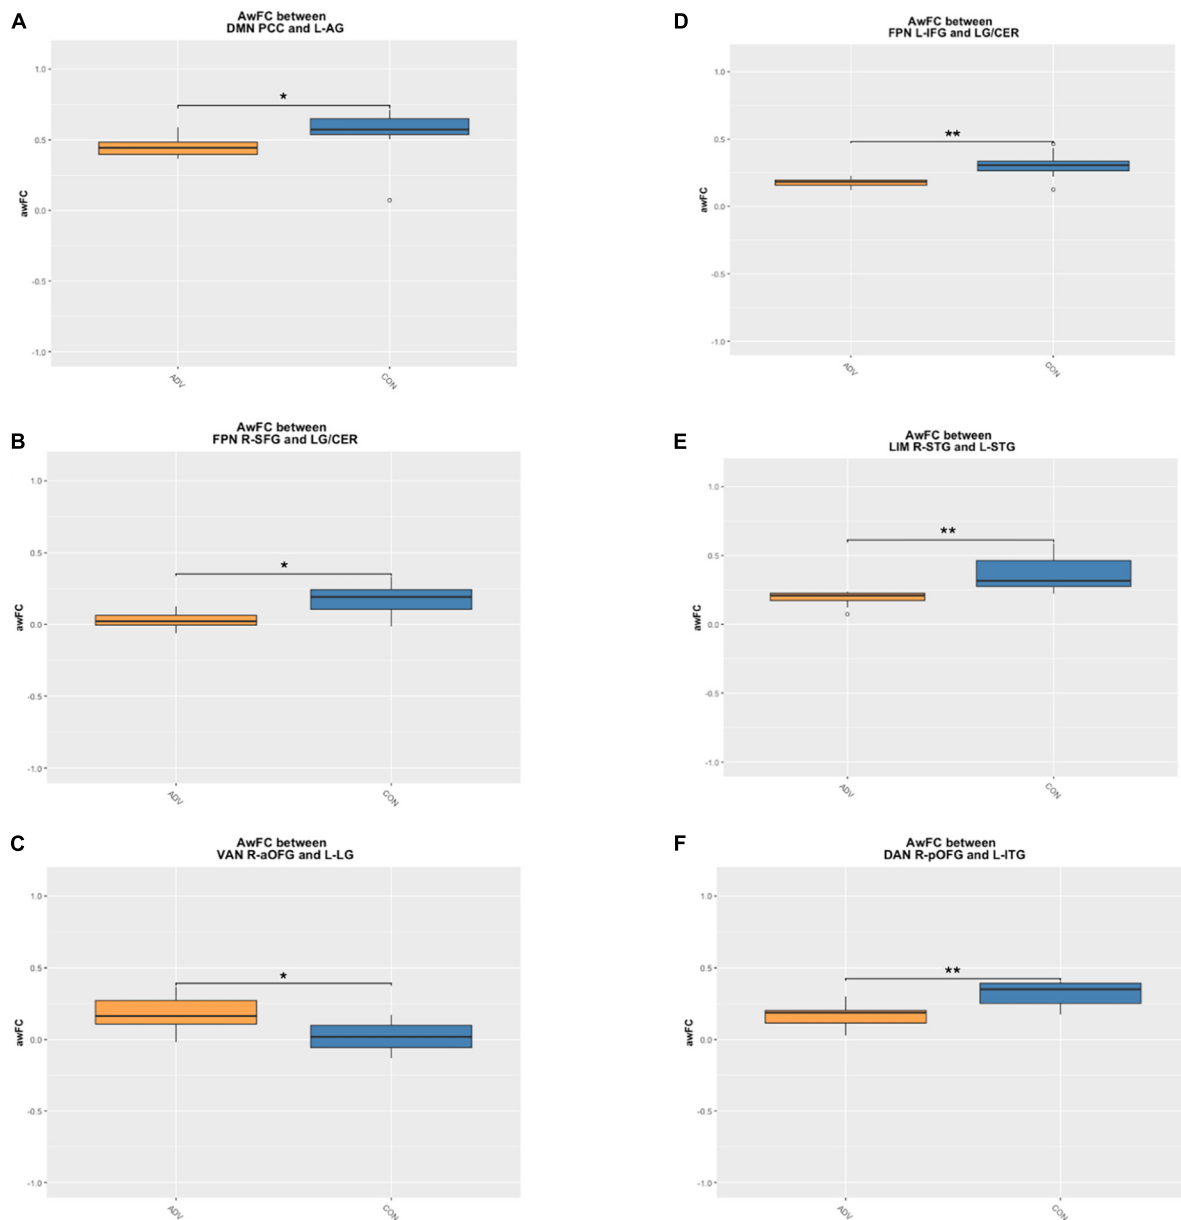 A
AwFC between
DMN PCC and L-AG
1.0
0.5
0.0
-0.5
-1.0
awFC
*
ADV
CON
B
AwFC between
FPN R-SFG and LG/CER
1.0
0.5
0.0
-0.5
-1.0
awFC
*
ADV
CON
C
AwFC between
VAN R-aOFG and L-LG
1.0
0.5
0.0
-0.5
-1.0
awFC
*
ADV
CON
D
AwFC between
FPN L-IFG and LG/CER
1.0
0.5
0.0
-0.5
-1.0
awFC
**
ADV
CON
E
AwFC between
LIM R-STG and L-STG
1.0
0.5
0.0
-0.5
-1.0
awFC
**
ADV
CON
F
AwFC between
DAN R-pOFG and L-ITG
1.0
0.5
0.0
-0.5
-1.0
awFC
**
ADV
CON